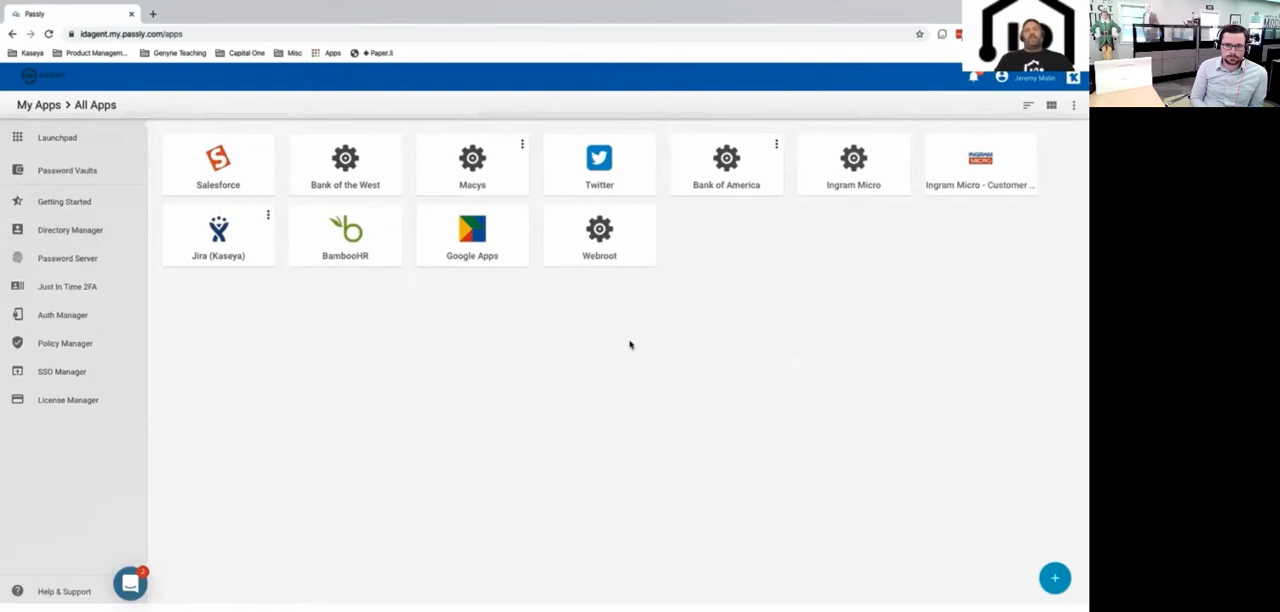 Passly
idagent.my.passly.com/apps
Kaseya
Product Managem...
Genyne Teaching
Capital One
Misc
Apps
Paper.li
Jeremy Malin
My Apps > All Apps
Launchpad
Password Vaults
Getting Started
Directory Manager
Password Server
Just In Time 2FA
Auth Manager
Policy Manager
SSO Manager
License Manager
Help & Support
2
Salesforce
Bank of the West
Macys
Twitter
Bank of America
Ingram Micro
INGRAM
MICRO
Ingram Micro - Customer ...
Jira (Kaseya)
BambooHR
Google Apps
Webroot